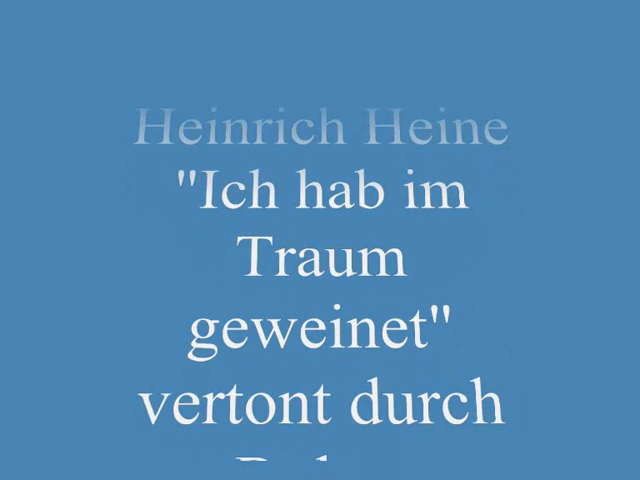 Heinrich Heine
"Ich hab im
Traum
geweinet"
vertont durch